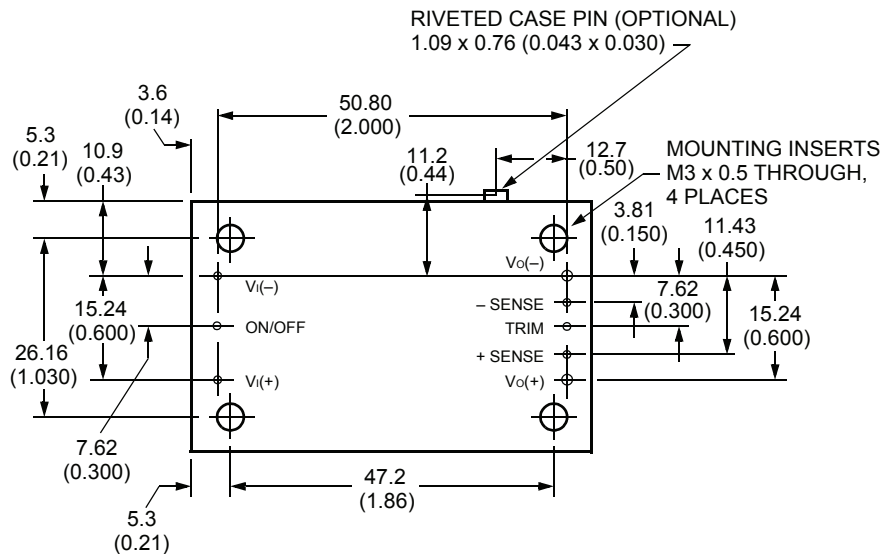 RIVETED CASE PIN (OPTIONAL)
1.09 x 0.76 (0.043 x 0.030)
3.6
(0.14)
50.80
(2.000)
5.3
(0.21)
10.9
(0.43)
11.2
(0.44)
12.7
(0.50)
MOUNTING INSERTS
M3 x 0.5 THROUGH,
4 PLACES
3.81
(0.150)
11.43
(0.450)
VO(–)
VI(–)
15.24
(0.600)
– SENSE
7.62
(0.300)
15.24
(0.600)
ON/OFF
TRIM
26.16
(1.030)
+ SENSE
VI(+)
VO(+)
7.62
(0.300)
47.2
(1.86)
5.3
(0.21)